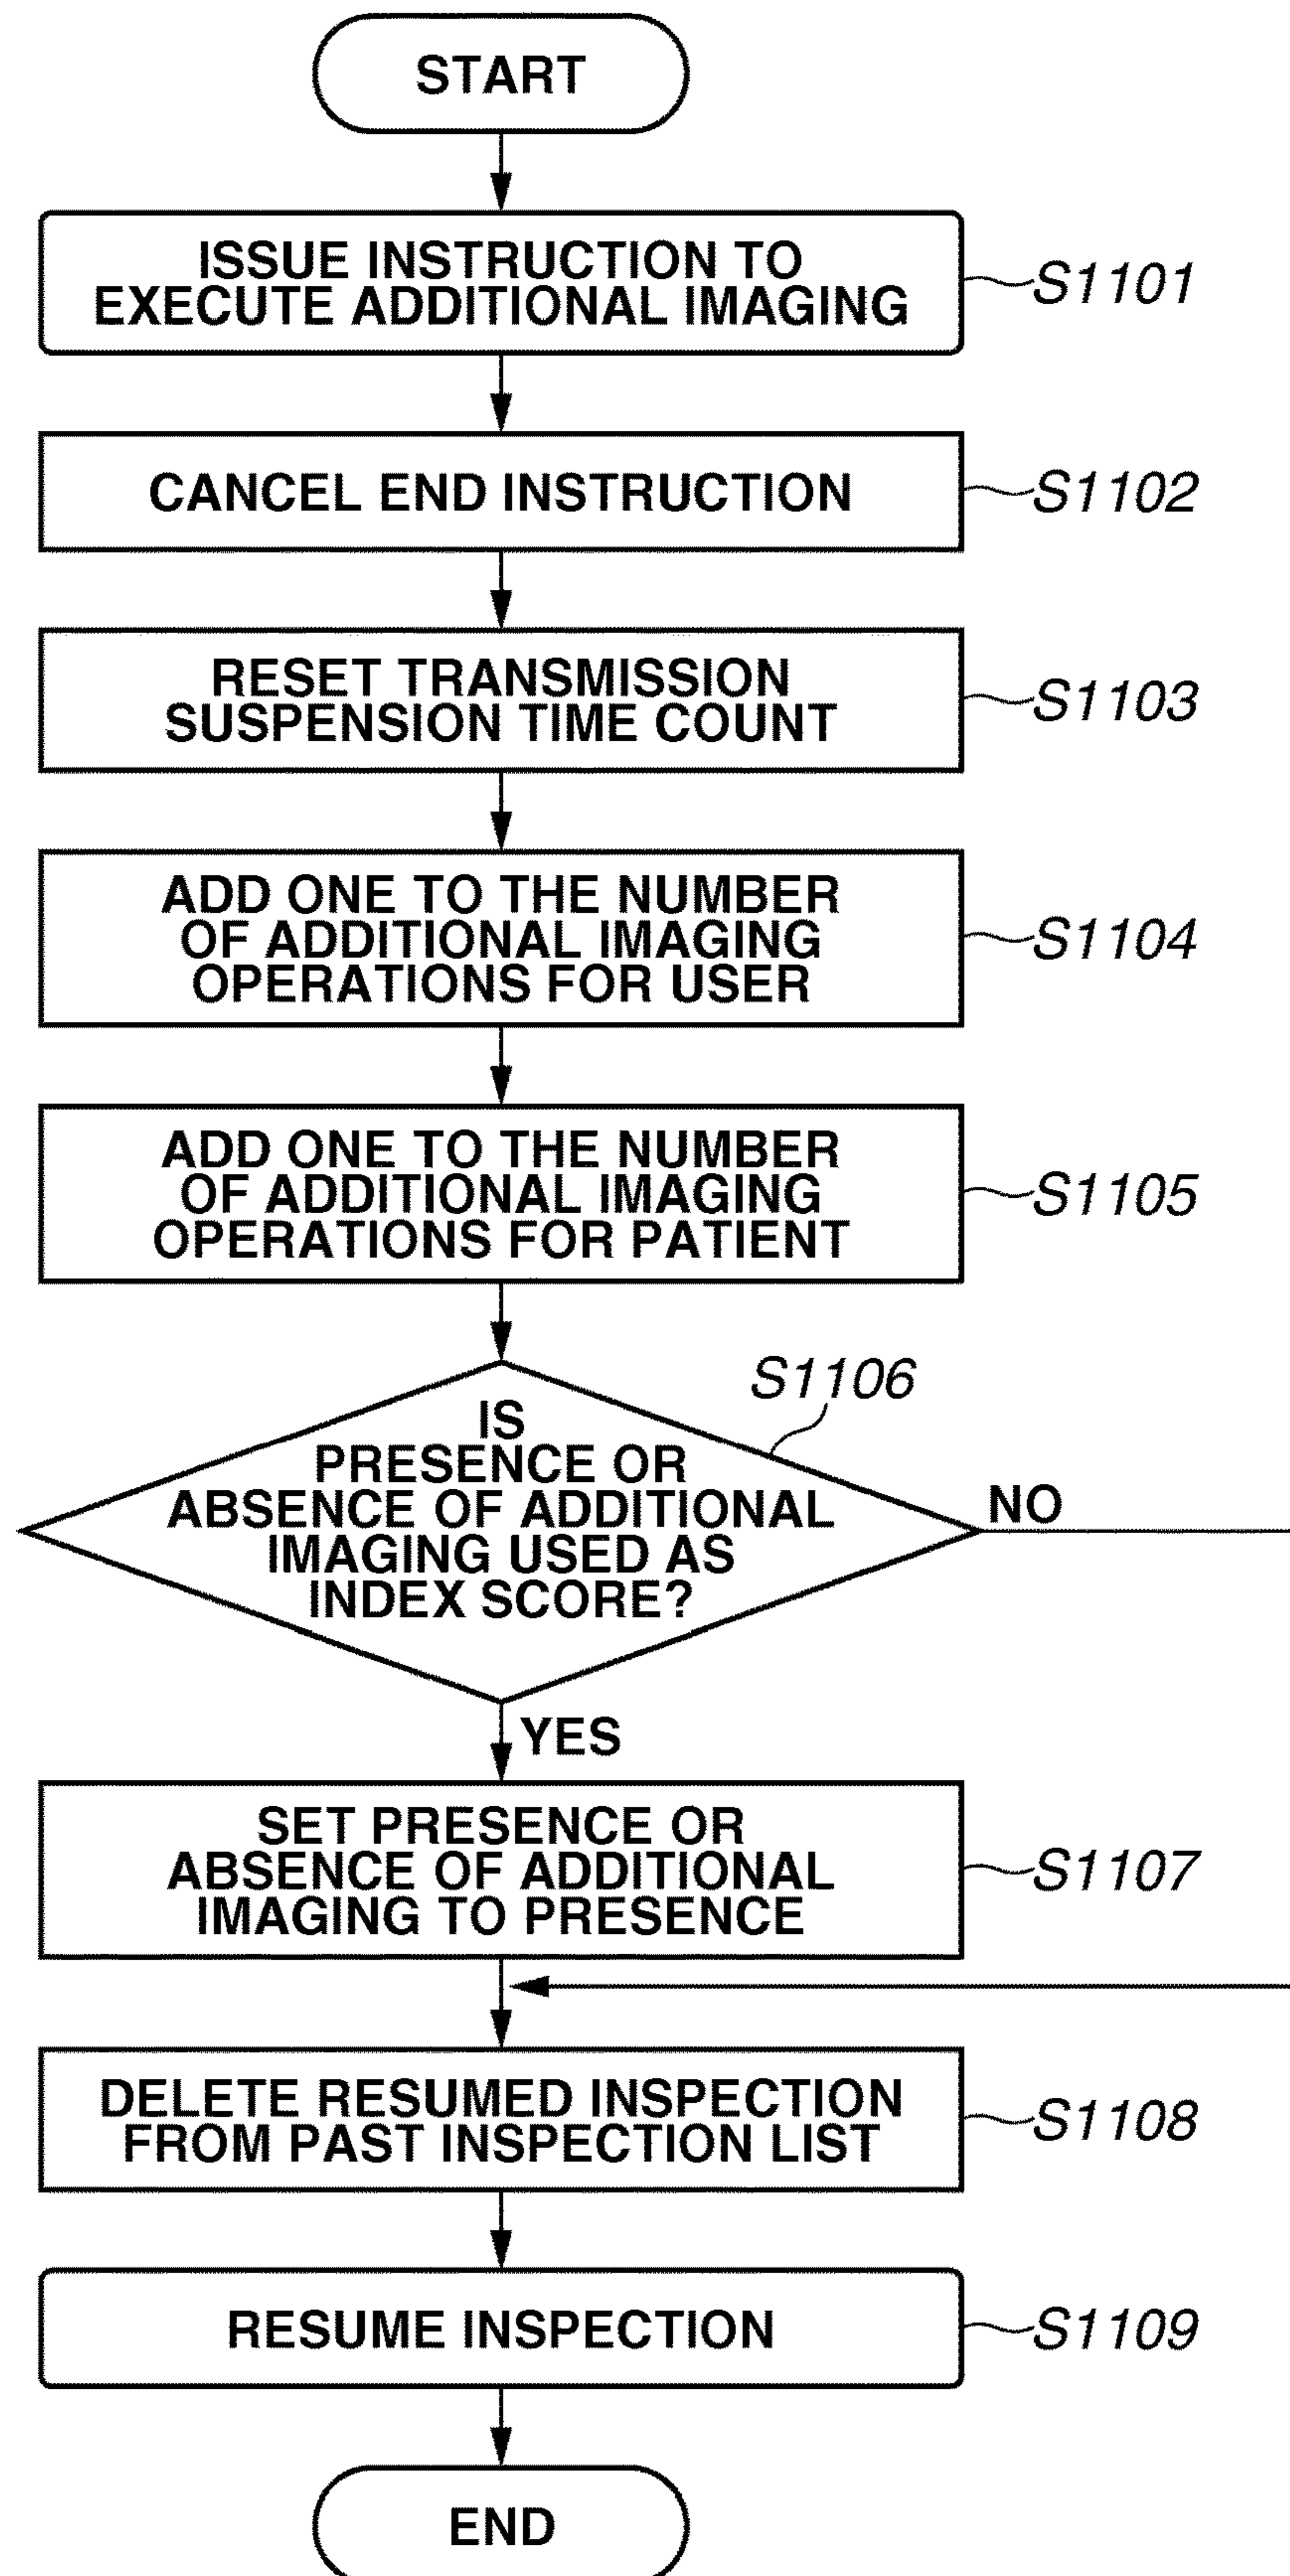 START
ISSUE INSTRUCTION TO
EXECUTE ADDITIONAL IMAGING
S1101
CANCEL END INSTRUCTION
S1102
RESET TRANSMISSION
SUSPENSION TIME COUNT
S1103
ADD ONE TO THE NUMBER
OF ADDITIONAL IMAGING
OPERATIONS FOR USER
S1104
ADD ONE TO THE NUMBER
OF ADDITIONAL IMAGING
OPERATIONS FOR PATIENT
S1105
S1106
IS
PRESENCE OR
ABSENCE OF ADDITIONAL
IMAGING USED AS
INDEX SCORE?
NO
YES
SET PRESENCE OR
ABSENCE OF ADDITIONAL
IMAGING TO PRESENCE
S1107
DELETE RESUMED INSPECTION
FROM PAST INSPECTION LIST
S1108
RESUME INSPECTION
S1109
END